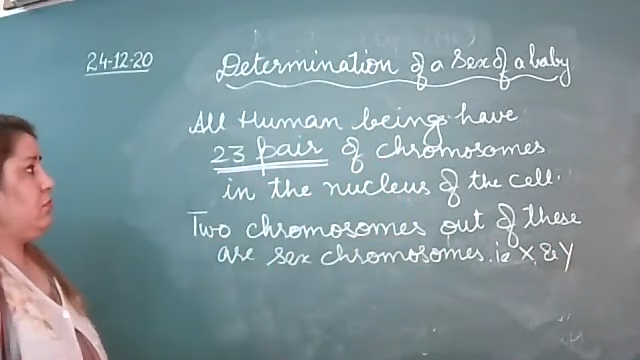 24-12-20
Determination of a Sex of a baby
All Human beings have
23 pair of chromosomes
in the nucleus of the cell.
Two chromosomes out of these
are sex chromosomes. ie X & Y